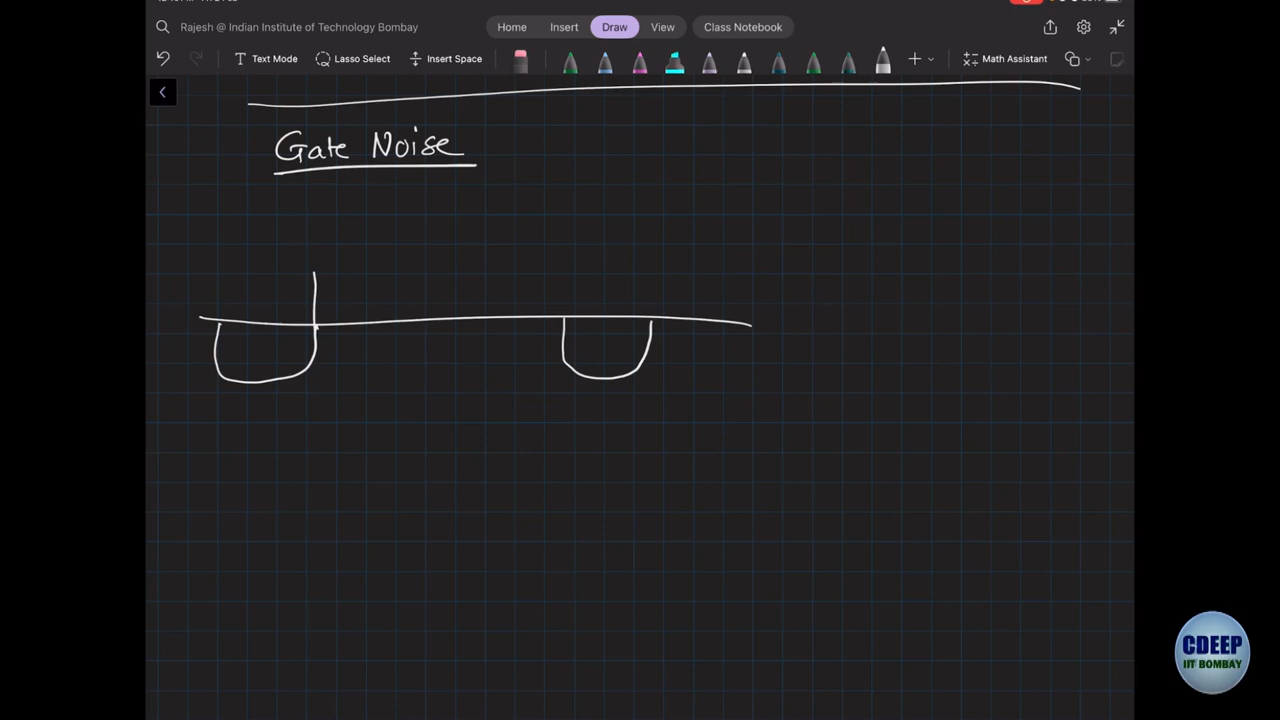 Rajesh @ Indian Institute of Technology Bombay Home Insert Draw View Class Notebook
Text Mode Lasso Select Insert Space Math Assistant
Gate Noise
CDEEP
IIT BOMBAY